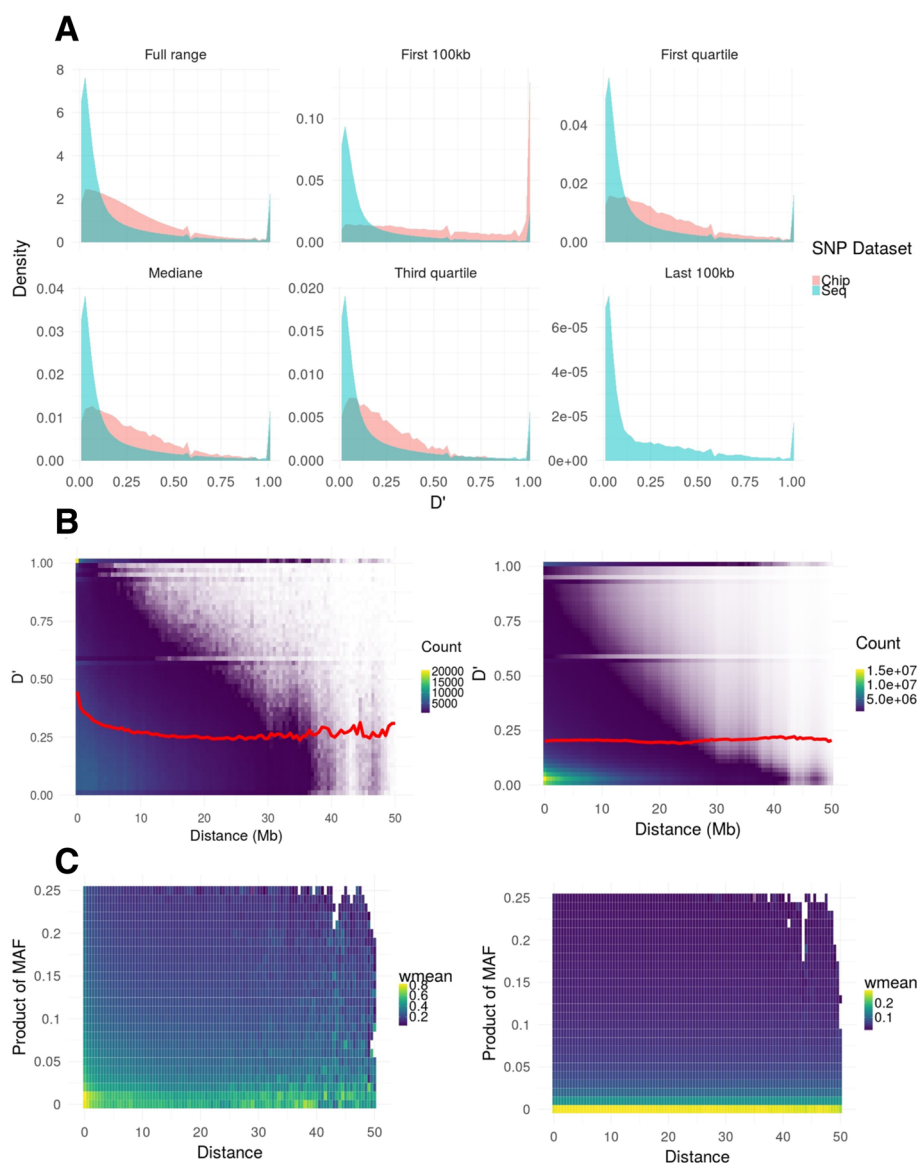 A
Full range
First 100kb
First quartile
8
6
4
2
0
0.10
0.05
0.00
0.04
0.02
0.00
Density
SNP Dataset
Chip
Seq
Mediane
Third quartile
Last 100kb
0.04
0.03
0.02
0.01
0.00
0.020
0.015
0.010
0.005
0.000
6e-05
4e-05
2e-05
0e+00
0.00 0.25 0.50 0.75 1.00
0.00 0.25 0.50 0.75 1.00
0.00 0.25 0.50 0.75 1.00
D'
B
1.00
0.75
0.50
0.25
0.00
D'
0 10 20 30 40 50
Distance (Mb)
Count
20000
15000
10000
5000
1.00
0.75
0.50
0.25
0.00
D'
0 10 20 30 40 50
Distance (Mb)
Count
1.5e+07
1.0e+07
5.0e+06
C
0.25
0.2
0.15
0.1
0.05
0
Product of MAF
0 10 20 30 40 50
Distance
wmean
0.8
0.6
0.4
0.2
0.25
0.2
0.15
0.1
0.05
0
Product of MAF
0 10 20 30 40 50
Distance
wmean
0.2
0.1